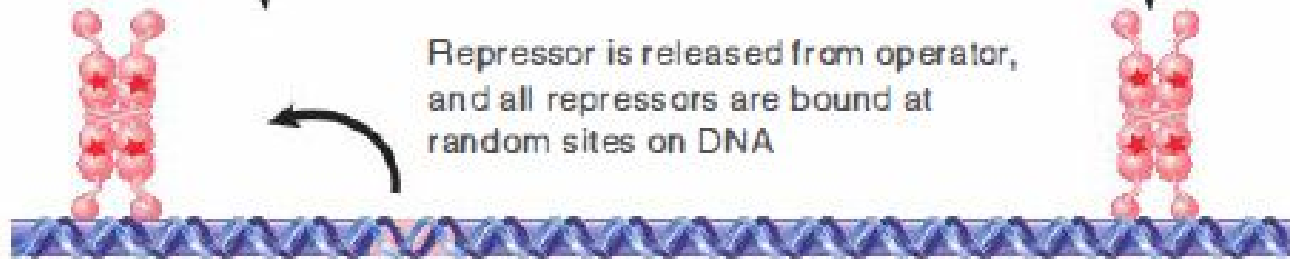 Repressor is released from operator,
and all repressors are bound at
random sites on DNA